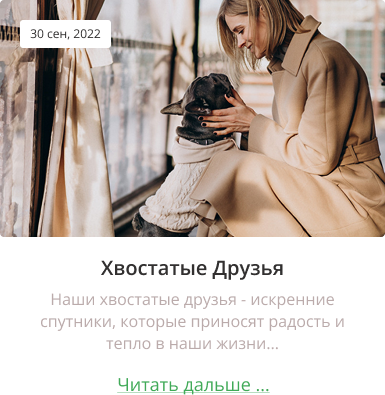 30 сен, 2022
Хвостатые Друзья
Наши хвостатые друзья - искренние
спутники, которые приносят радость и
тепло в наши жизни...
Читать дальше ...